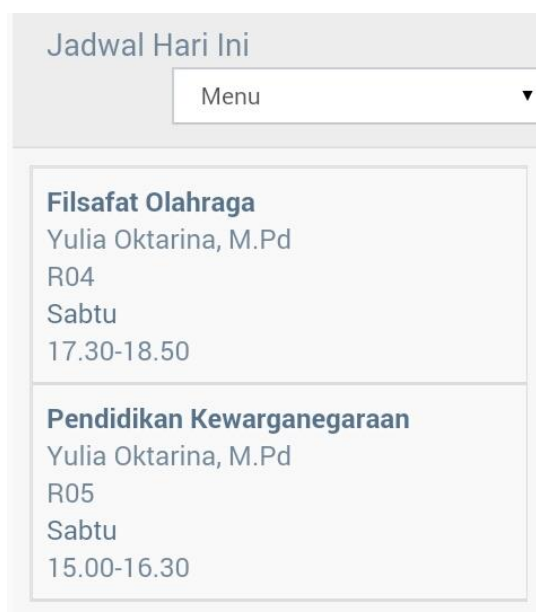 Jadwal Hari Ini
Menu
Filsafat Olahraga
Yulia Oktarina, M.Pd
R04
Sabtu
17.30-18.50
Pendidikan Kewarganegaraan
Yulia Oktarina, M.Pd
R05
Sabtu
15.00-16.30